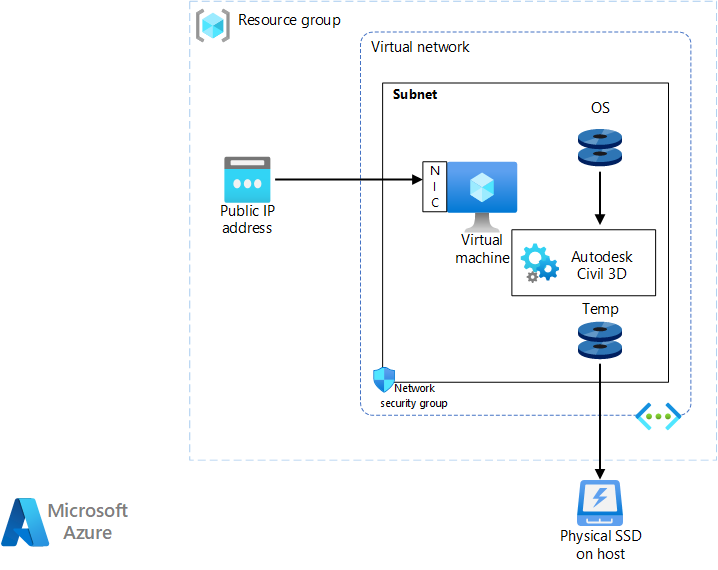 Resource group
Virtual network
Subnet
OS
Public IP
address
N
I
C
Virtual
machine
Autodesk
Civil 3D
Temp
Network
security group
Microsoft
Azure
Physical SSD
on host